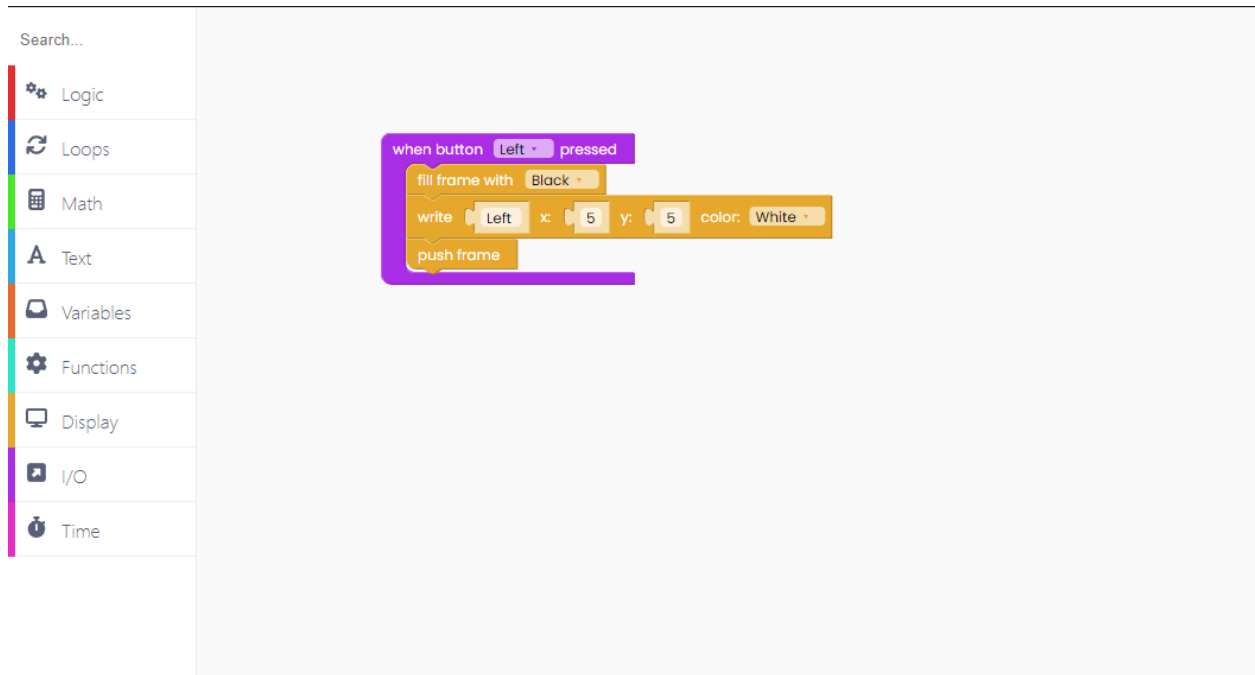 Search...
Logic
Loops
Math
Text
Variables
Functions
Display
I/O
Time
when button Left pressed
fill frame with Black
write Left x: 5 y: 5 color: White
push frame